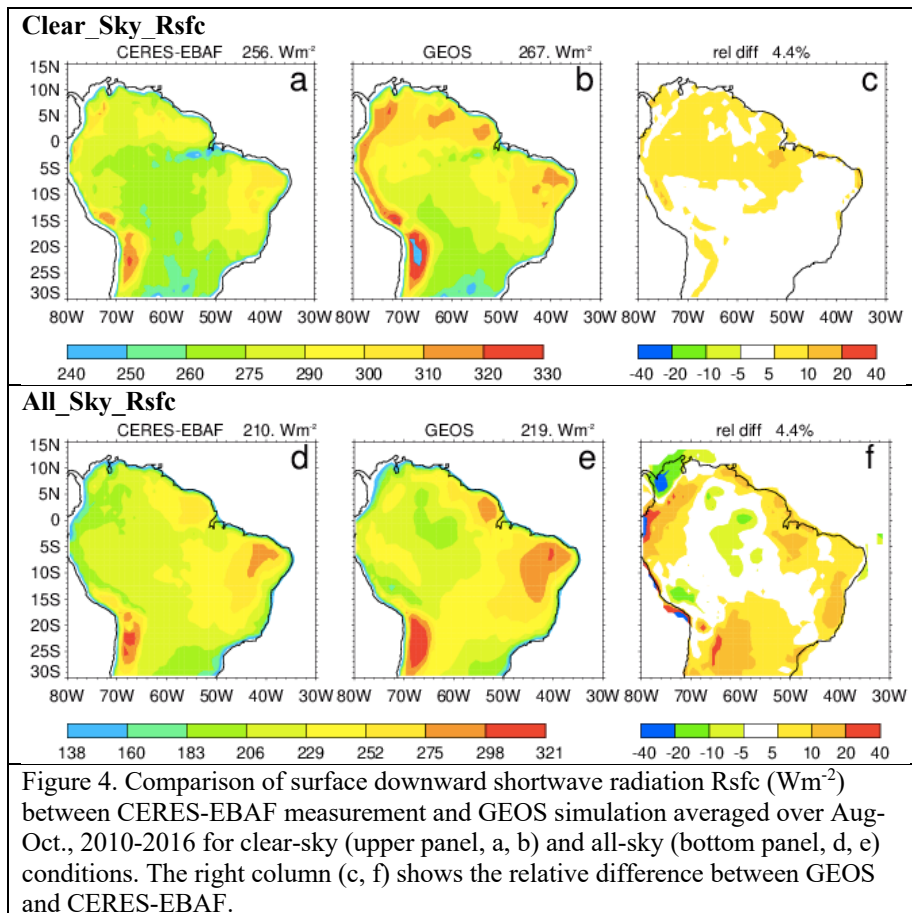 Clear_Sky_Rsfc
CERES-EBAF 256. Wm-2 GEOS 267. Wm-2 rel diff 4.4%
15N a b c
10N
5N
0
5S
10S
15S
20S
25S
30S
80W 70W 60W 50W 40W 30W 80W 70W 60W 50W 40W 30W 80W 70W 60W 50W 40W 30W
240 250 260 275 290 300 310 320 330 -40 -20 -10 -5 5 10 20 40
All_Sky_Rsfc
CERES-EBAF 210. Wm-2 GEOS 219. Wm-2 rel diff 4.4%
15N d e f
10N
5N
0
5S
10S
15S
20S
25S
30S
80W 70W 60W 50W 40W 30W 80W 70W 60W 50W 40W 30W 80W 70W 60W 50W 40W 30W
138 160 183 206 229 252 275 298 321 -40 -20 -10 -5 5 10 20 40
Figure 4. Comparison of surface downward shortwave radiation Rsfc (Wm-2)
between CERES-EBAF measurement and GEOS simulation averaged over Aug-
Oct., 2010-2016 for clear-sky (upper panel, a, b) and all-sky (bottom panel, d, e)
conditions. The right column (c, f) shows the relative difference between GEOS
and CERES-EBAF.